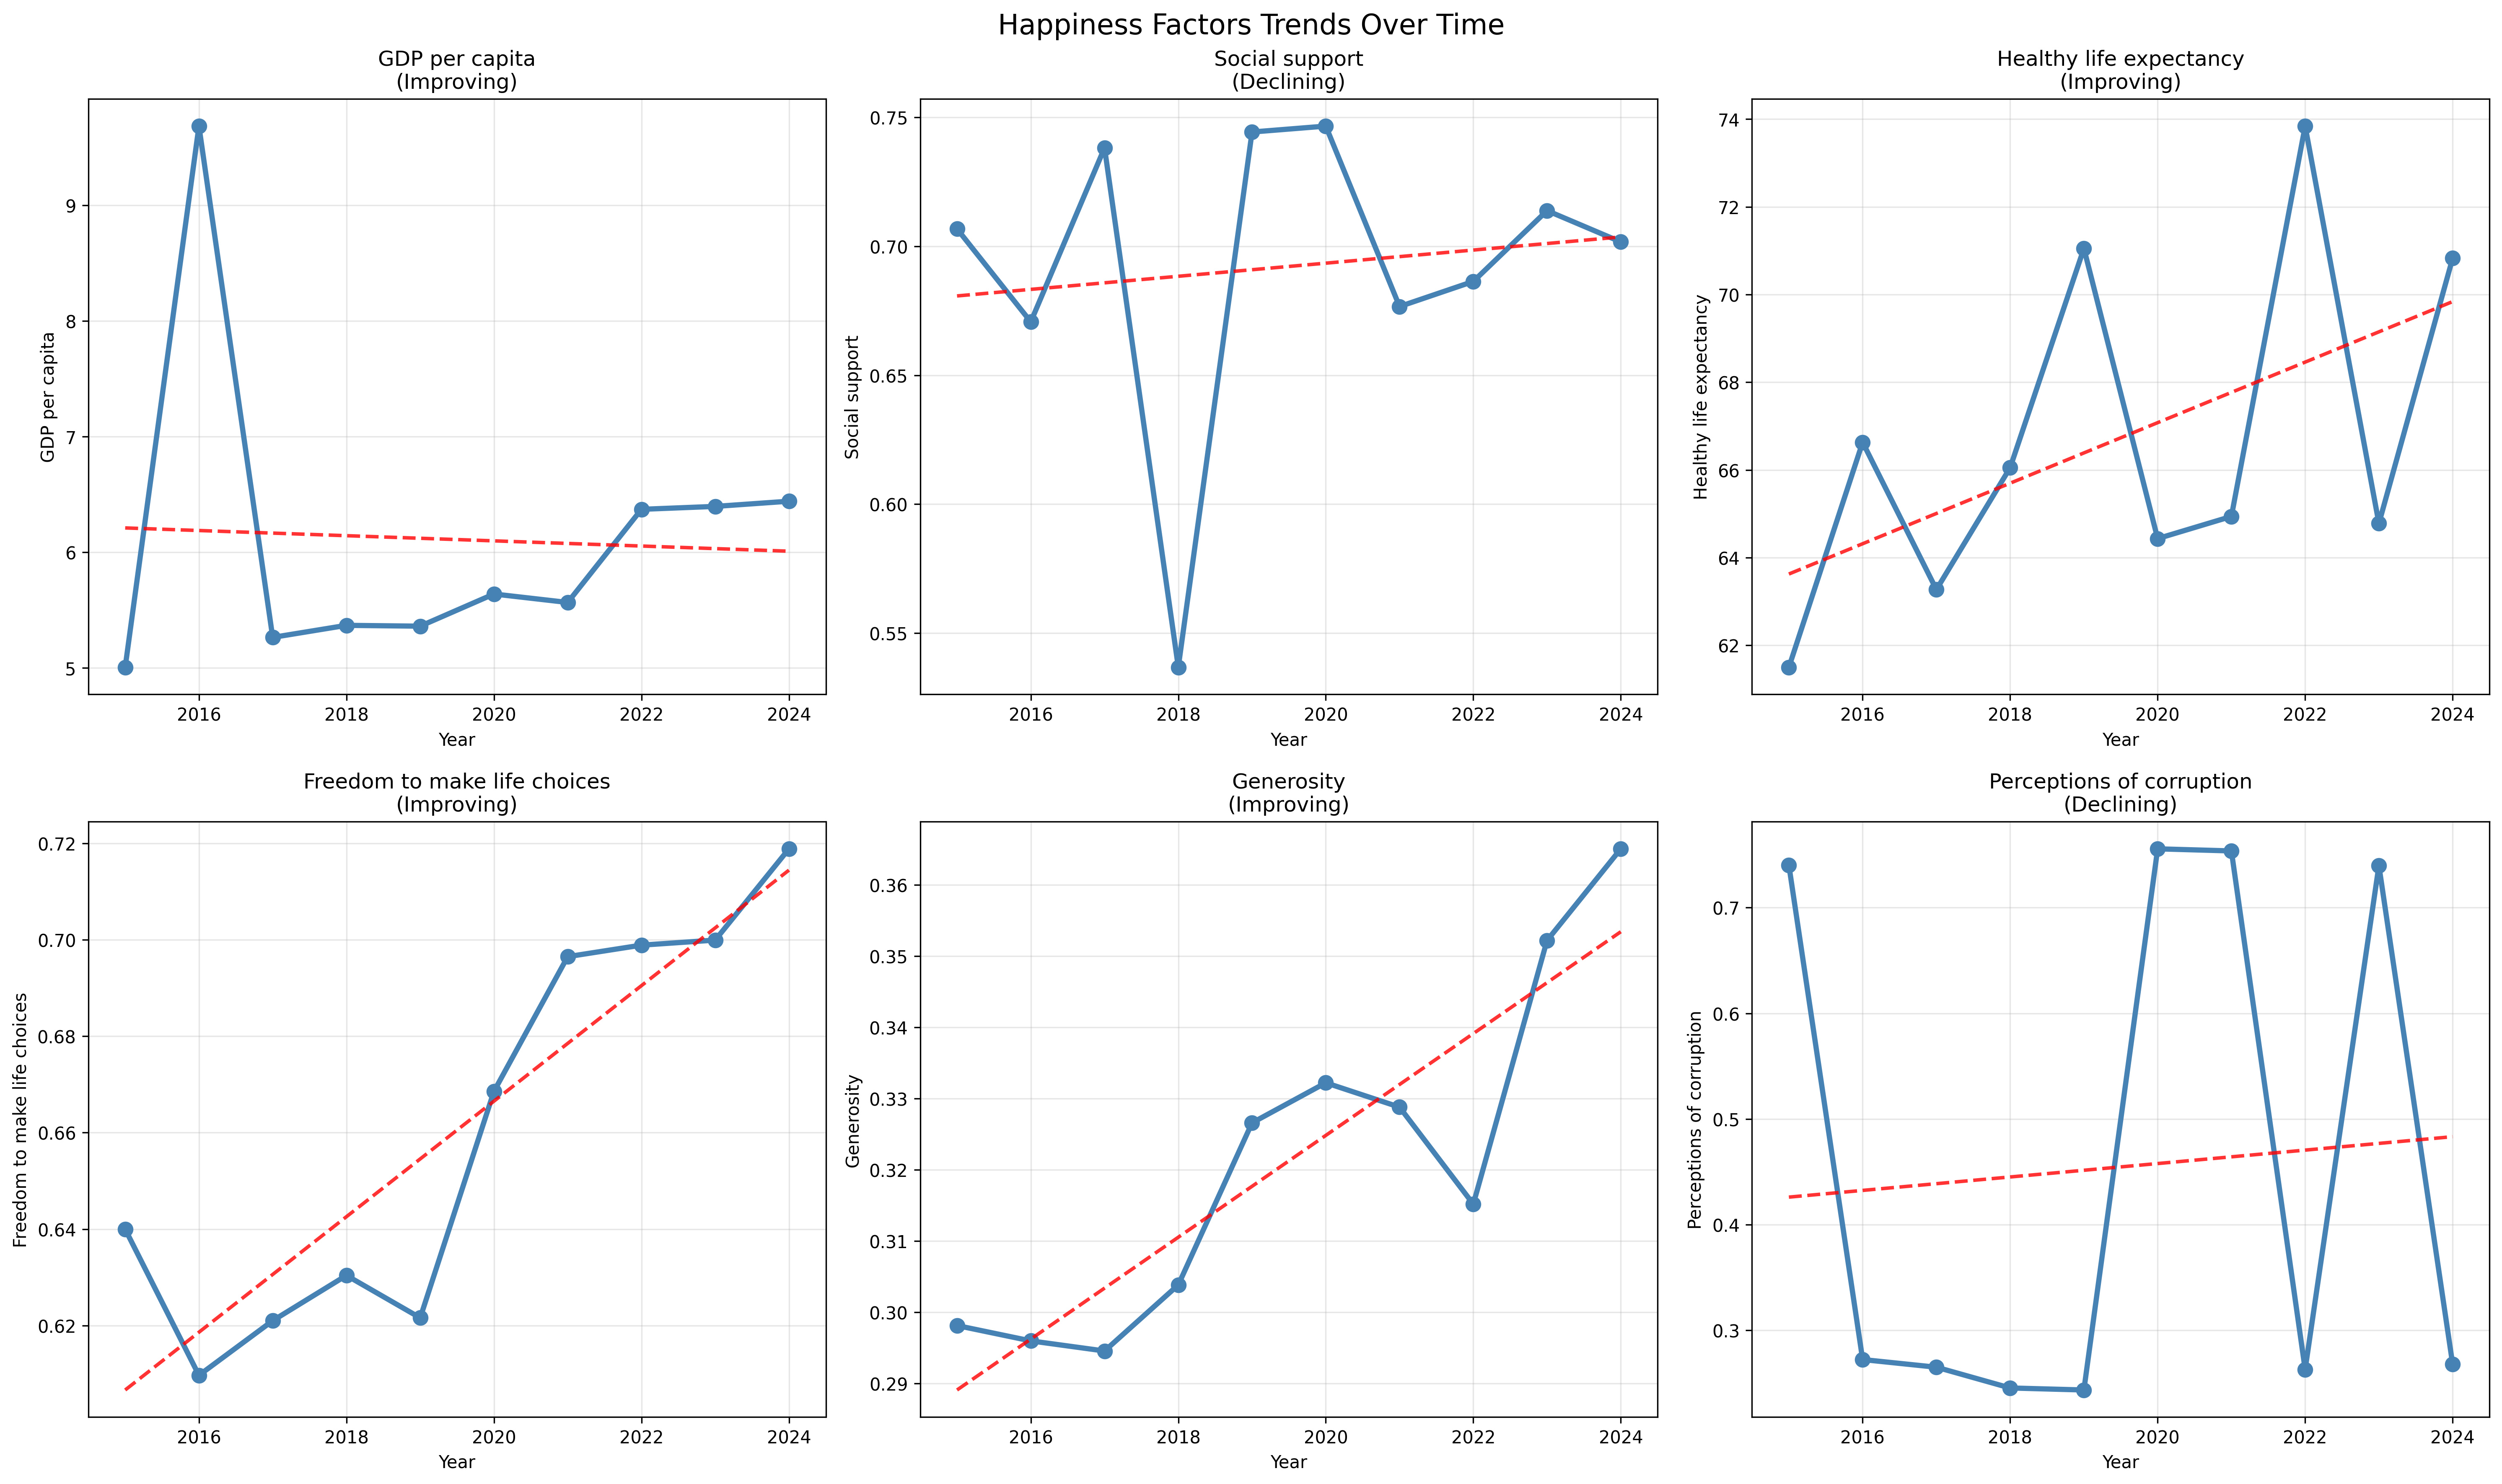 Happiness Factors Trends Over Time
GDP per capita
(Improving)
GDP per capita
9
8
7
6
5
2016 2018 2020 2022 2024
Year
Social support
(Declining)
Social support
0.75
0.70
0.65
0.60
0.55
2016 2018 2020 2022 2024
Year
Healthy life expectancy
(Improving)
Healthy life expectancy
74
72
70
68
66
64
62
2016 2018 2020 2022 2024
Year
Freedom to make life choices
(Improving)
Freedom to make life choices
0.72
0.70
0.68
0.66
0.64
0.62
2016 2018 2020 2022 2024
Year
Generosity
(Improving)
Generosity
0.36
0.35
0.34
0.33
0.32
0.31
0.30
0.29
2016 2018 2020 2022 2024
Year
Perceptions of corruption
(Declining)
Perceptions of corruption
0.7
0.6
0.5
0.4
0.3
2016 2018 2020 2022 2024
Year